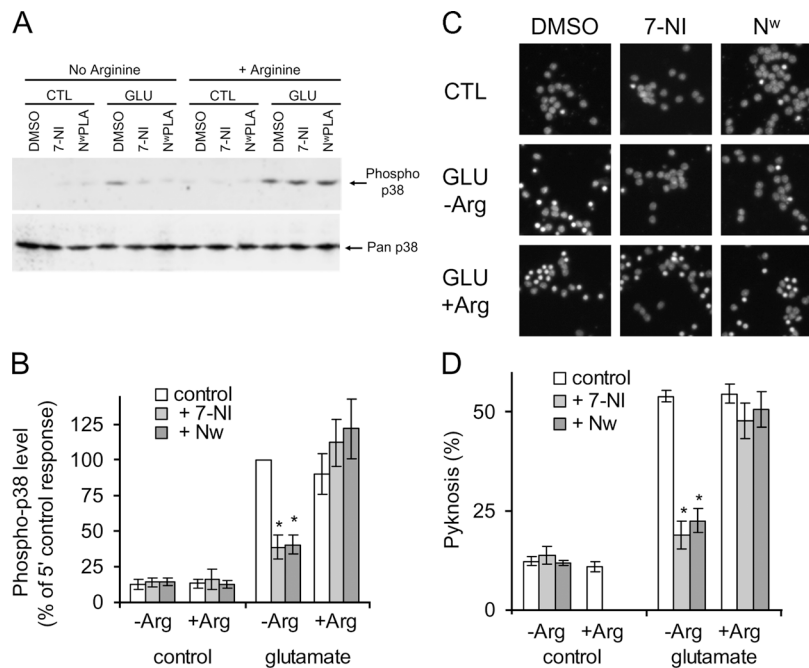 A
No Arginine + Arginine
CTL GLU CTL GLU
DMSO 7-NI NʷPLA DMSO 7-NI NʷPLA DMSO 7-NI NʷPLA DMSO 7-NI NʷPLA
Phospho
p38
Pan p38
B
control
+ 7-NI
+ Nw
Phospho-p38 level
(% of 5' control response)
125
100
75
50
25
0
* *
-Arg +Arg -Arg +Arg
control glutamate
C
DMSO 7-NI Nʷ
CTL
GLU
-Arg
GLU
+Arg
D
control
+ 7-NI
+ Nw
Pyknosis (%)
50
25
0
* *
-Arg +Arg -Arg +Arg
control glutamate